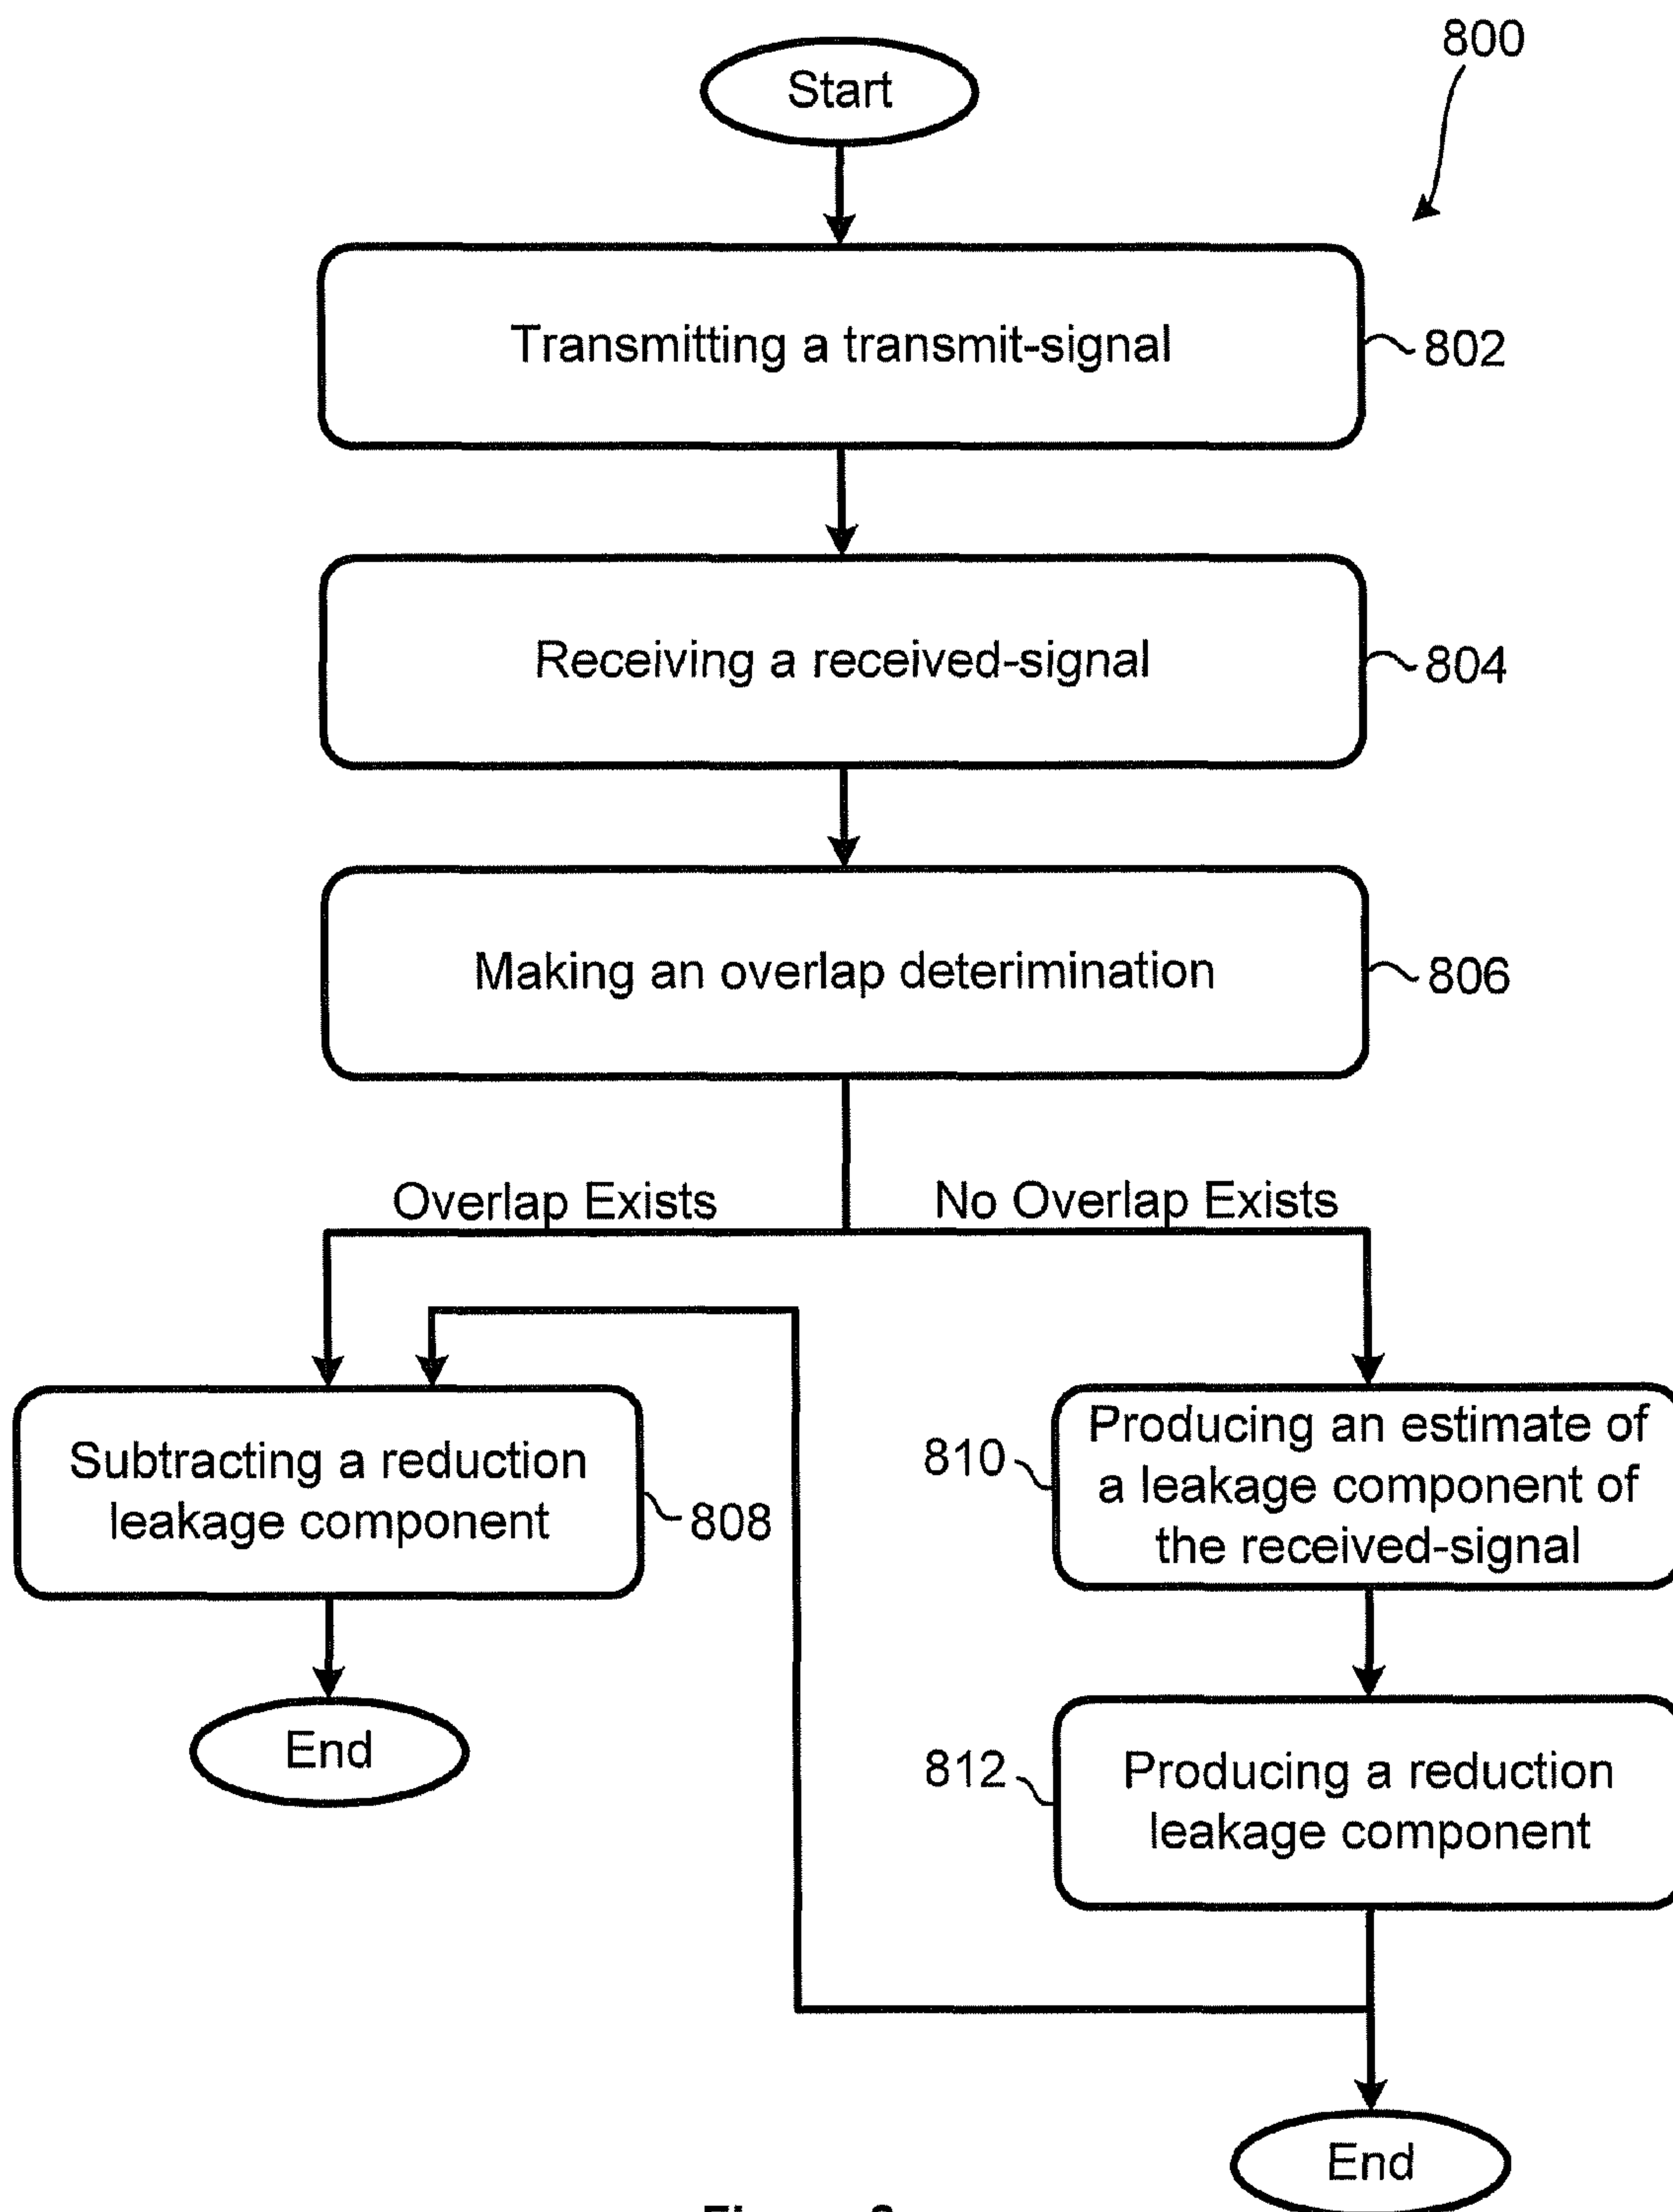 800
Start
Transmitting a transmit-signal
802
Receiving a received-signal
804
Making an overlap deterimination
806
Overlap Exists
No Overlap Exists
Subtracting a reduction
leakage component
808
End
810
Producing an estimate of
a leakage component of
the received-signal
812
Producing a reduction
leakage component
End